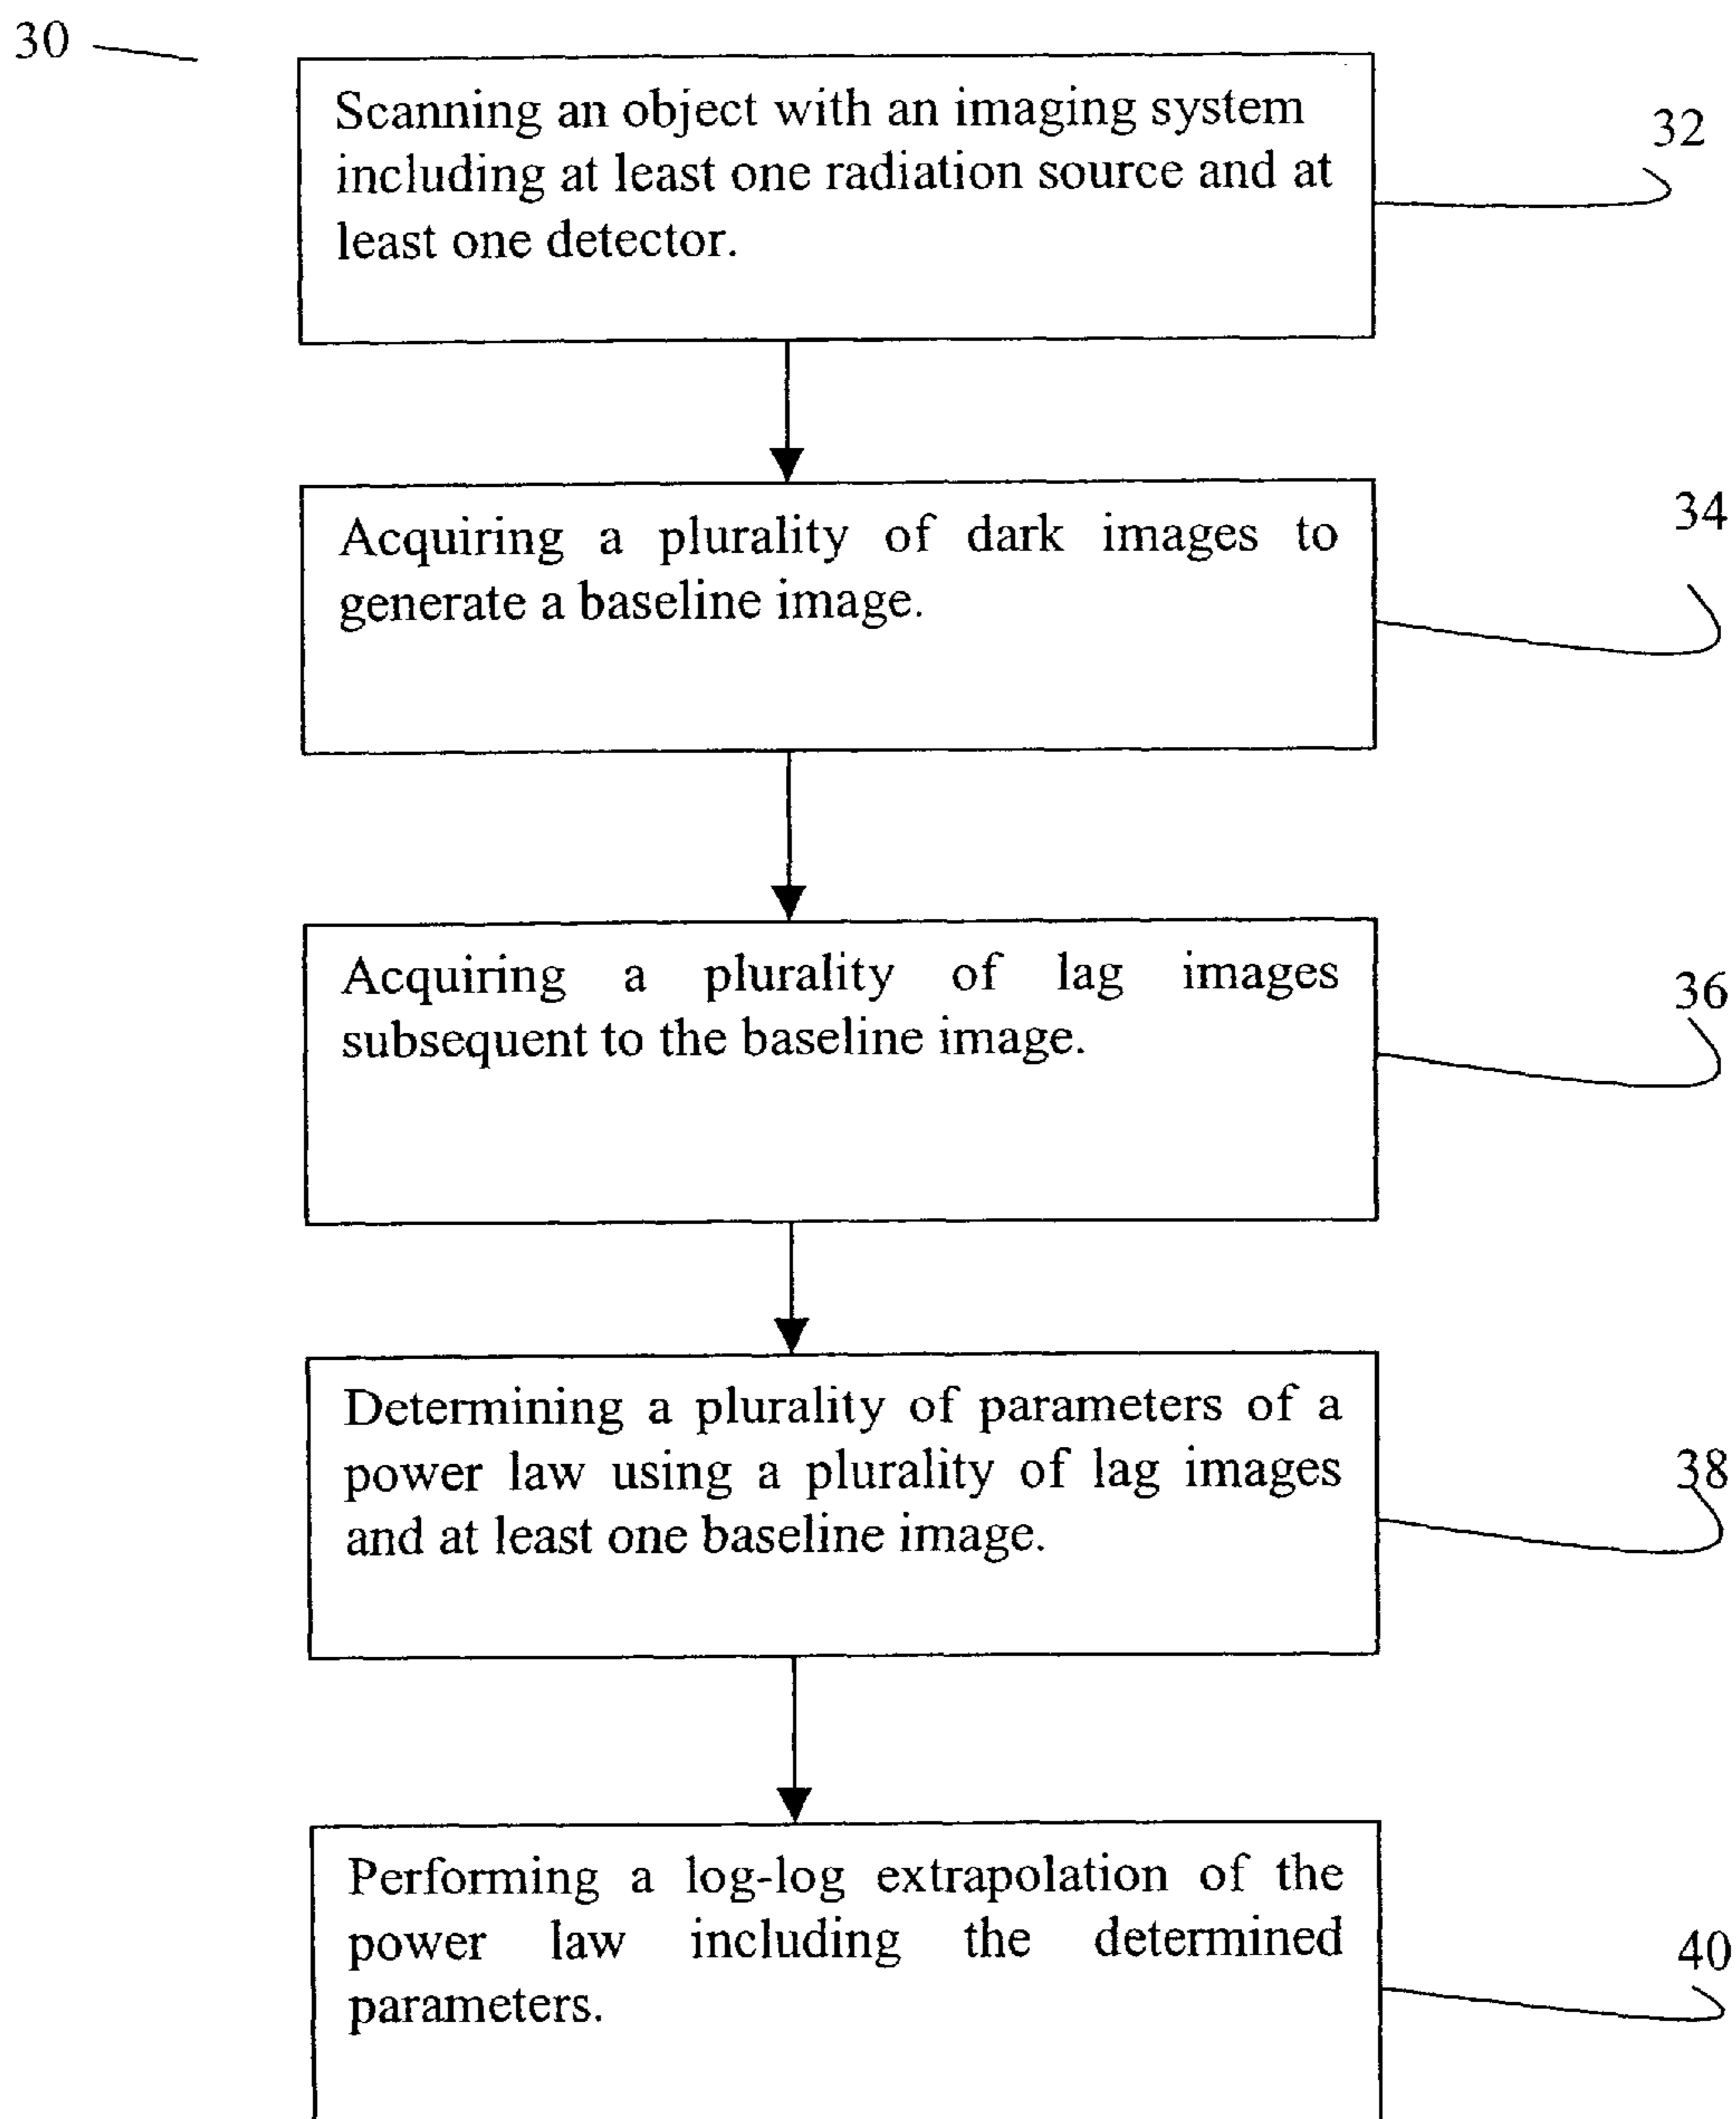 30
Scanning an object with an imaging system
including at least one radiation source and at
least one detector.
32
Acquiring a plurality of dark images to
generate a baseline image.
34
Acquiring a plurality of lag images
subsequent to the baseline image.
36
Determining a plurality of parameters of a
power law using a plurality of lag images
and at least one baseline image.
38
Performing a log-log extrapolation of the
power law including the determined
parameters.
40